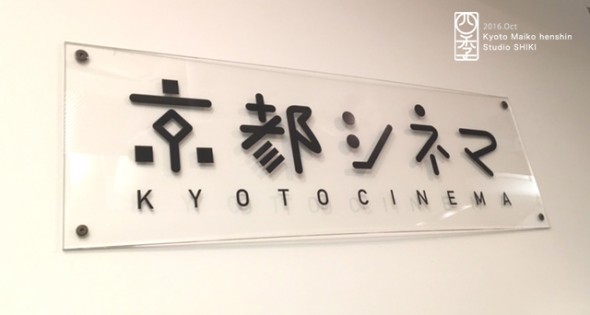 四季
2016.Oct
Kyoto Maiko henshin
Studio SHIKI
京都シネマ
KYOTOCINEMA